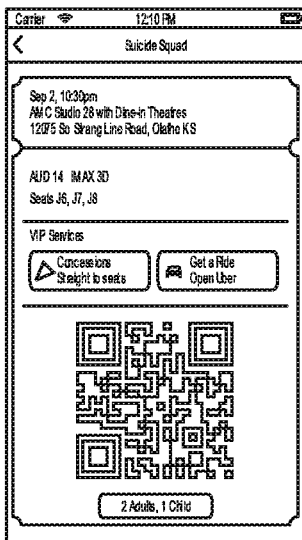 Carrier 12:10 PM
Suicide Squad
Sep 2, 10:30pm
AMC Studio 28 with Dine-in Theatres
12075 So Strang Line Road, Olathe KS
AUD 14 IMAX 3D
Seats J6, J7, J8
VIP Services
Concessions
Straight to seats
Get a Ride
Open Uber
2 Adults, 1 Child